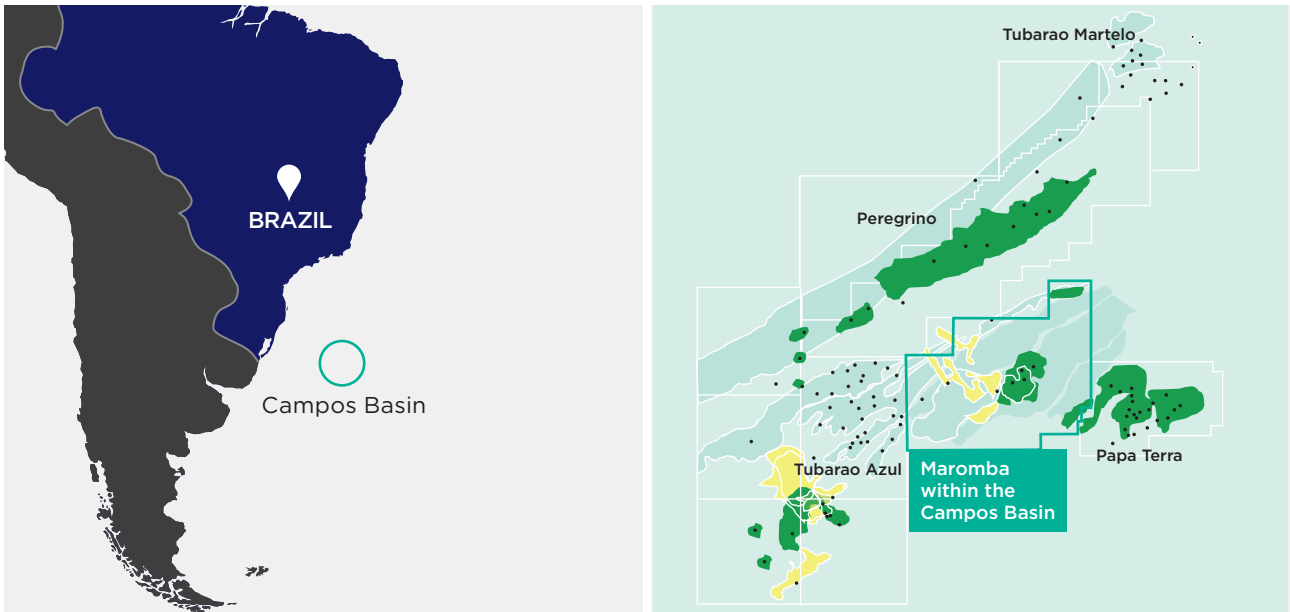 BRAZIL
Campos Basin
Tubarao Martelo
Peregrino
Tubarao Azul
Papa Terra
Maromba
within the
Campos Basin